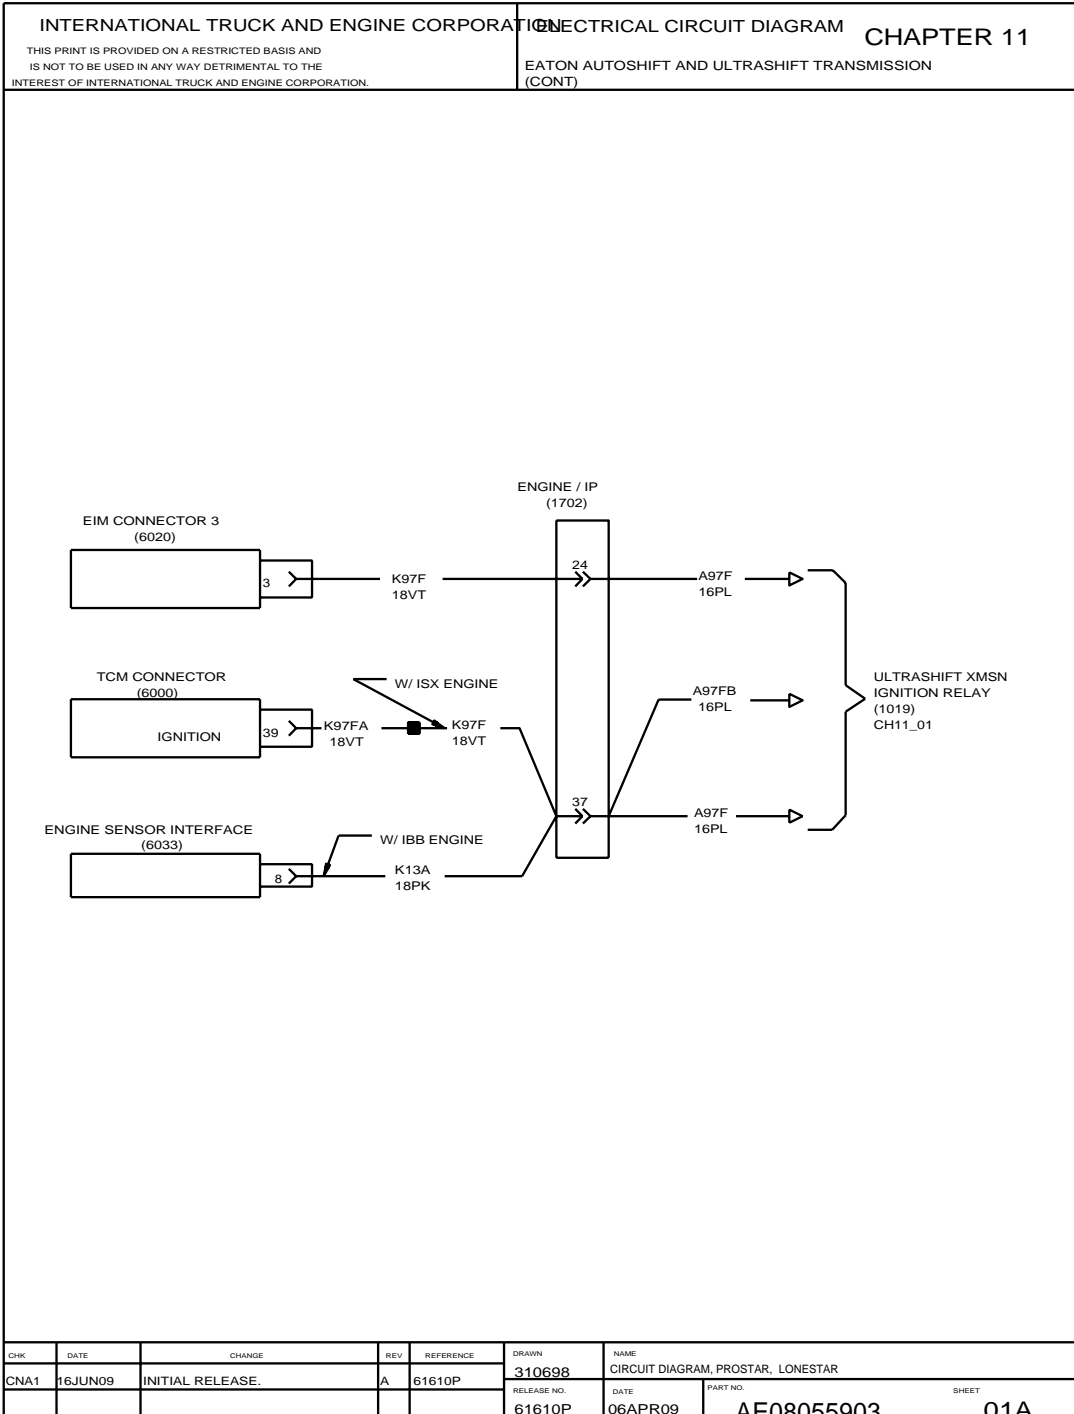 INTERNATIONAL TRUCK AND ENGINE CORPORATION
THIS PRINT IS PROVIDED ON A RESTRICTED BASIS AND
IS NOT TO BE USED IN ANY WAY DETRIMENTAL TO THE
INTEREST OF INTERNATIONAL TRUCK AND ENGINE CORPORATION.
ELECTRICAL CIRCUIT DIAGRAM
CHAPTER 11
EATON AUTOSHIFT AND ULTRASHIFT TRANSMISSION
(CONT)
ENGINE / IP
(1702)
EIM CONNECTOR 3
(6020)
3
K97F
18VT
24
A97F
16PL
TCM CONNECTOR
(6000)
IGNITION
39
K97FA
18VT
W/ ISX ENGINE
K97F
18VT
A97FB
16PL
ULTRASHIFT XMSN
IGNITION RELAY
(1019)
CH11_01
37
A97F
16PL
ENGINE SENSOR INTERFACE
(6033)
8
W/ IBB ENGINE
K13A
18PK
CHK DATE CHANGE REV REFERENCE
CNA1 16JUN09 INITIAL RELEASE. A 61610P
DRAWN
310698
NAME
CIRCUIT DIAGRAM, PROSTAR, LONESTAR
RELEASE NO.
61610P
DATE
06APR09
PART NO.
AF08055903
SHEET
01A